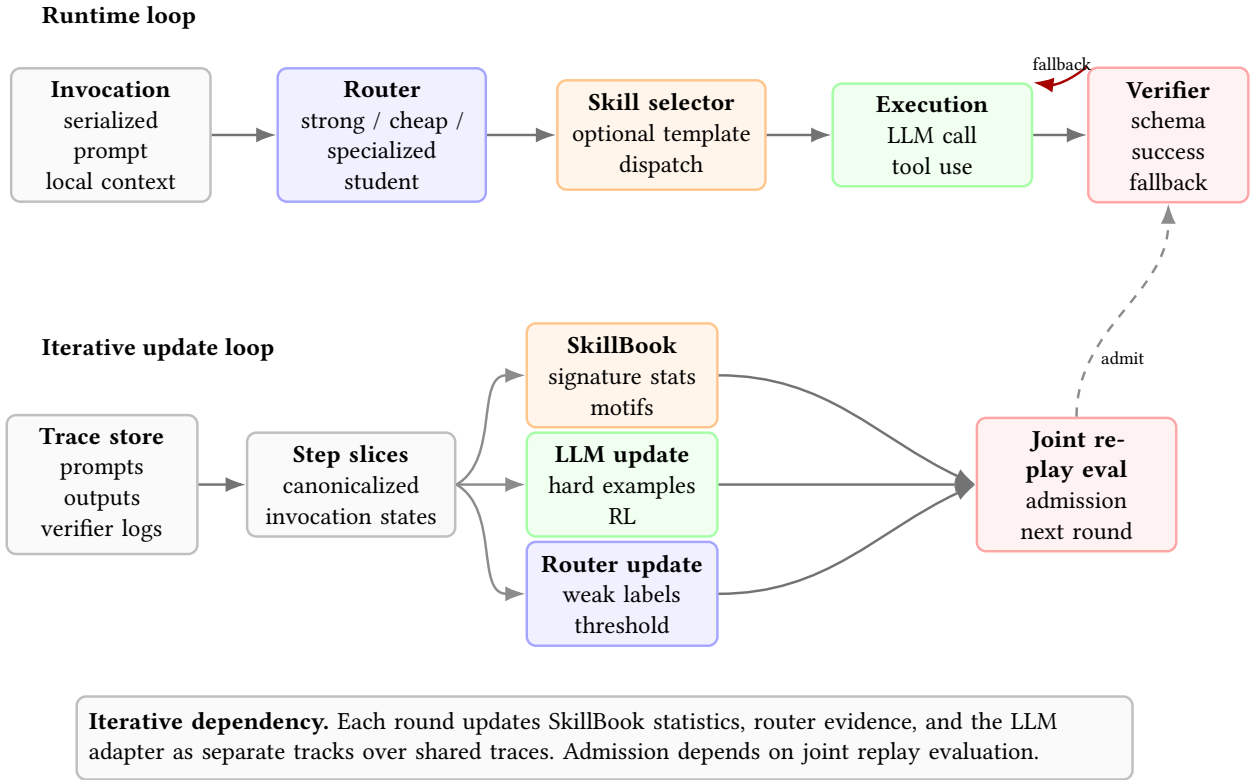 Runtime loop
Invocation
serialized
prompt
local context
Router
strong / cheap /
specialized
student
Skill selector
optional template
dispatch
Execution
LLM call
tool use
fallback
Verifier
schema
success
fallback
Iterative update loop
Trace store
prompts
outputs
verifier logs
Step slices
canonicalized
invocation states
SkillBook
signature stats
motifs
LLM update
hard examples
RL
Router update
weak labels
threshold
Joint re-
play eval
admission
next round
admit
Iterative dependency. Each round updates SkillBook statistics, router evidence, and the LLM
adapter as separate tracks over shared traces. Admission depends on joint replay evaluation.